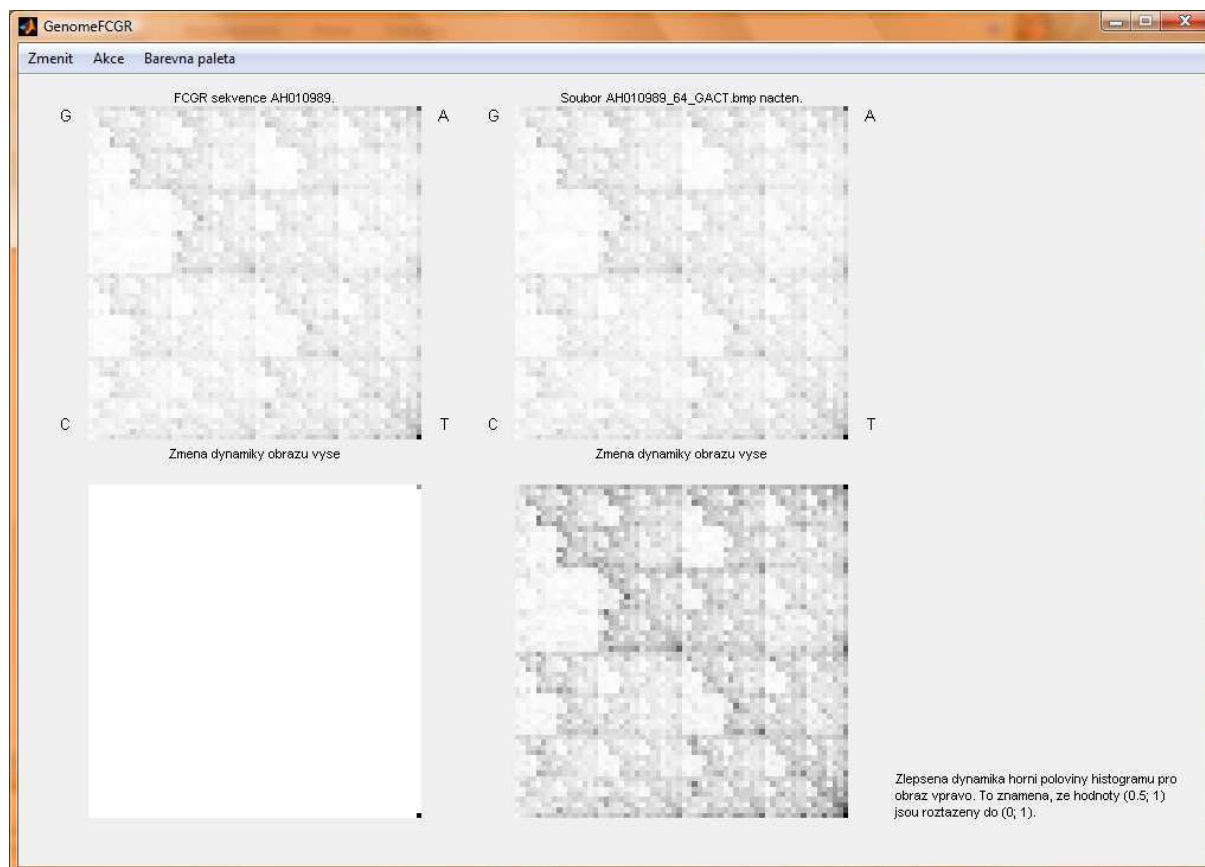 GenomeFCGR
Zmenit Akce Barevna paleta
FCGR sekvence AH010989.
Soubor AH010989_64_GACT.bmp nacten.
G A G A
C T C T
Zmena dynamiky obrazu vyse
Zmena dynamiky obrazu vyse
Zlepsena dynamika horni poloviny histogramu pro
obraz vpravo. To znamena, ze hodnoty (0.5; 1)
jsou roztazeny do (0; 1).